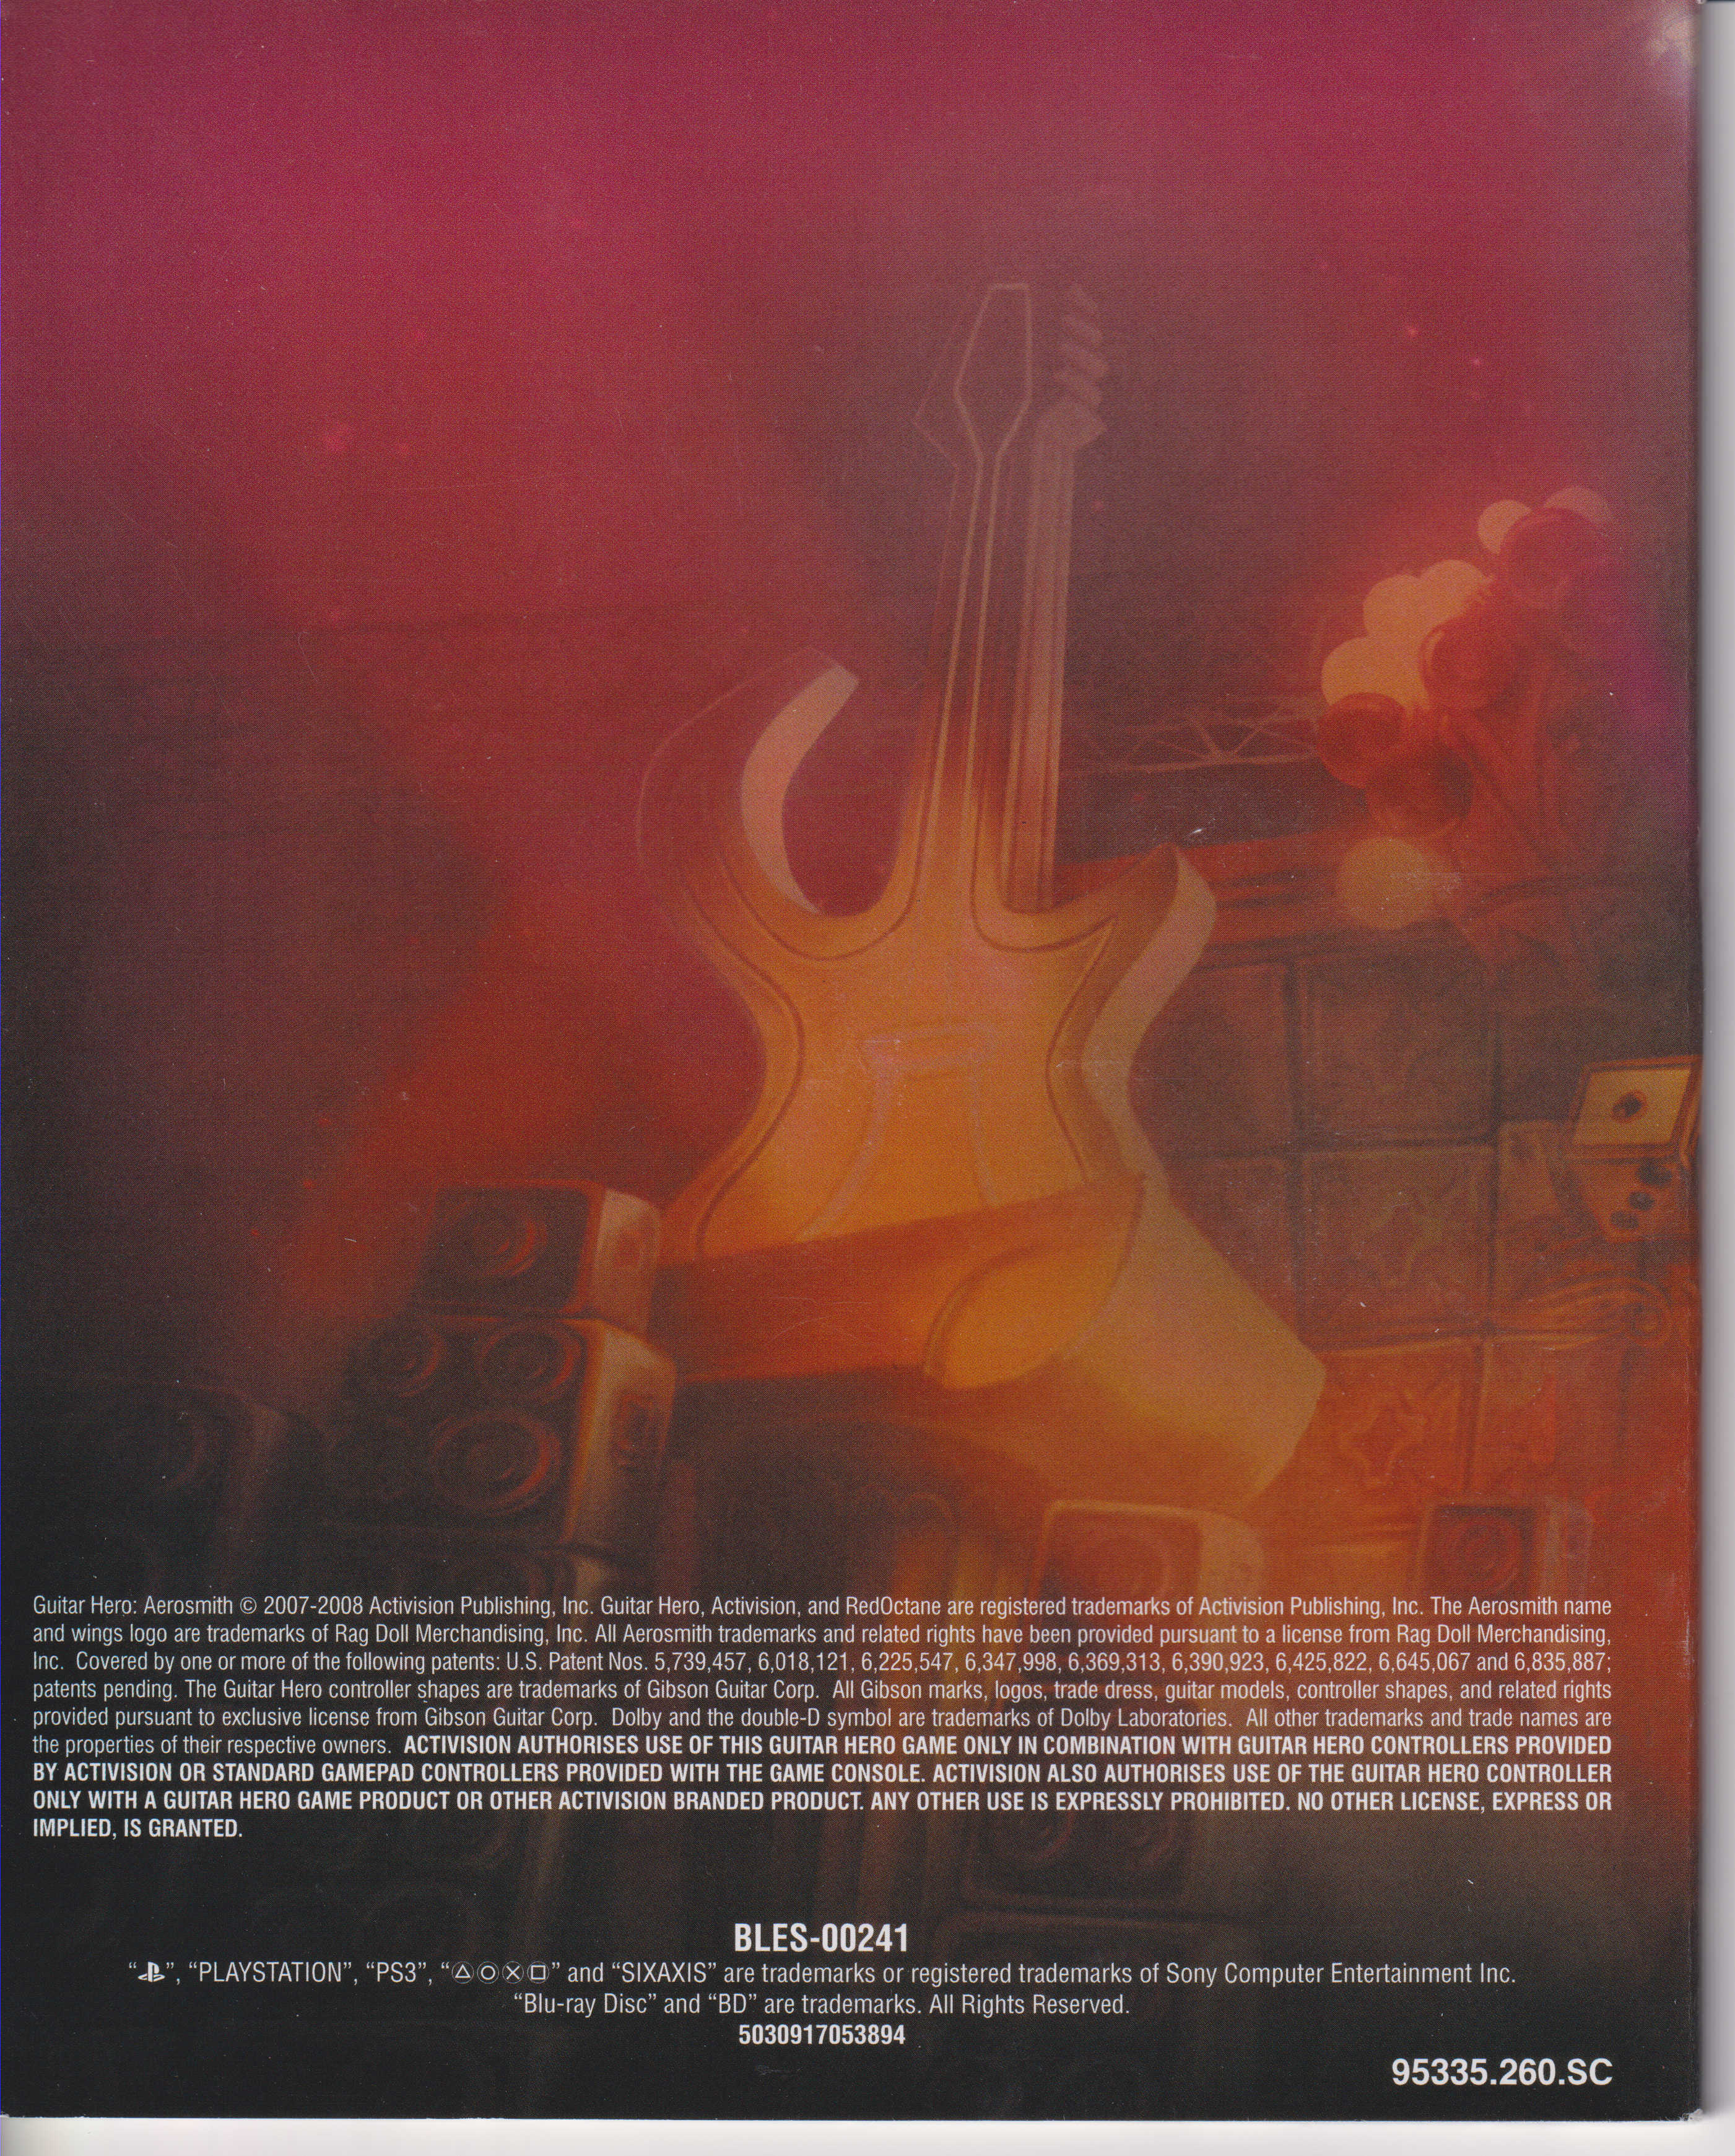 Guitar Hero: Aerosmith © 2007-2008 Activision Publishing, Inc. Guitar Hero, Activision, and RedOctane are registered trademarks of Activision Publishing, Inc. The Aerosmith name
and wings logo are trademarks of Rag Doll Merchandising, Inc. All Aerosmith trademarks and related rights have been provided pursuant to a license from Rag Doll Merchandising,
Inc. Covered by one or more of the following patents: U.S. Patent Nos. 5,739,457, 6,018,121, 6,225,547, 6,347,998, 6,369,313, 6,390,923, 6,425,822, 6,645,067 and 6,835,887;
patents pending. The Guitar Hero controller shapes are trademarks of Gibson Guitar Corp. All Gibson marks, logos, trade dress, guitar models, controller shapes, and related rights
provided pursuant to exclusive license from Gibson Guitar Corp. Dolby and the double-D symbol are trademarks of Dolby Laboratories. All other trademarks and trade names are
the properties of their respective owners. ACTIVISION AUTHORISES USE OF THIS GUITAR HERO GAME ONLY IN COMBINATION WITH GUITAR HERO CONTROLLERS PROVIDED
BY ACTIVISION OR STANDARD GAMEPAD CONTROLLERS PROVIDED WITH THE GAME CONSOLE. ACTIVISION ALSO AUTHORISES USE OF THE GUITAR HERO CONTROLLER
ONLY WITH A GUITAR HERO GAME PRODUCT OR OTHER ACTIVISION BRANDED PRODUCT. ANY OTHER USE IS EXPRESSLY PROHIBITED. NO OTHER LICENSE, EXPRESS OR
IMPLIED, IS GRANTED.
BLES-00241
“”, “PLAYSTATION”, “PS3”, “△○✕□” and “SIXAXIS” are trademarks or registered trademarks of Sony Computer Entertainment Inc.
“Blu-ray Disc” and “BD” are trademarks. All Rights Reserved.
5030917053894
95335.260.SC